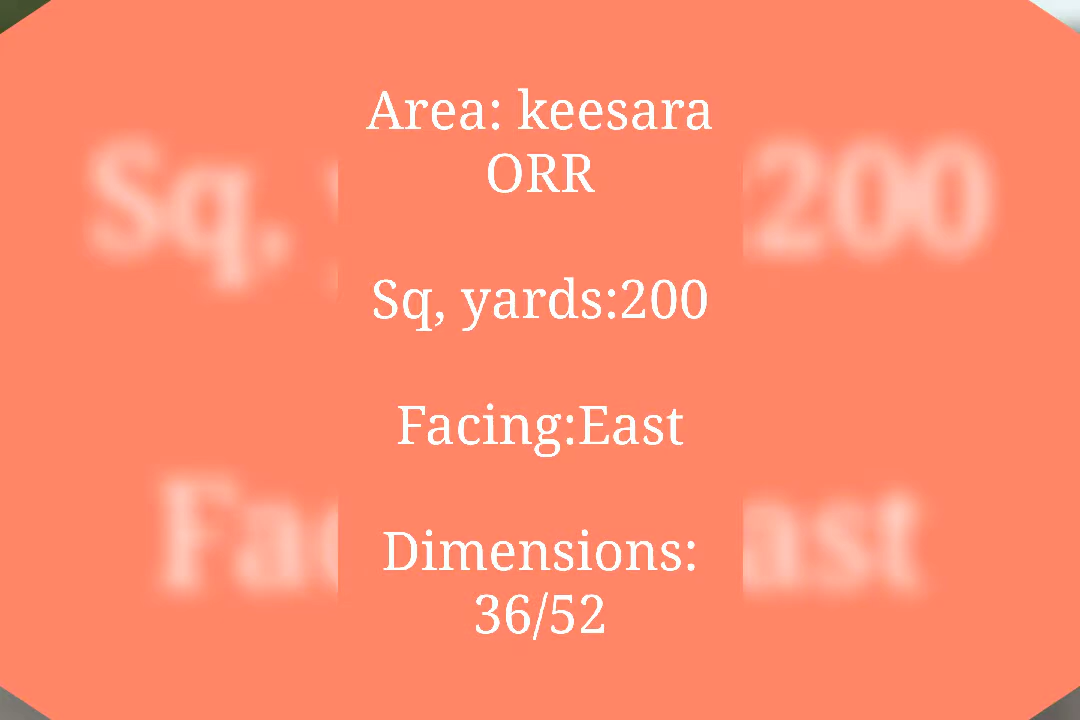 Area: keesara
ORR
Sq, yards:200
Facing:East
Dimensions:
36/52